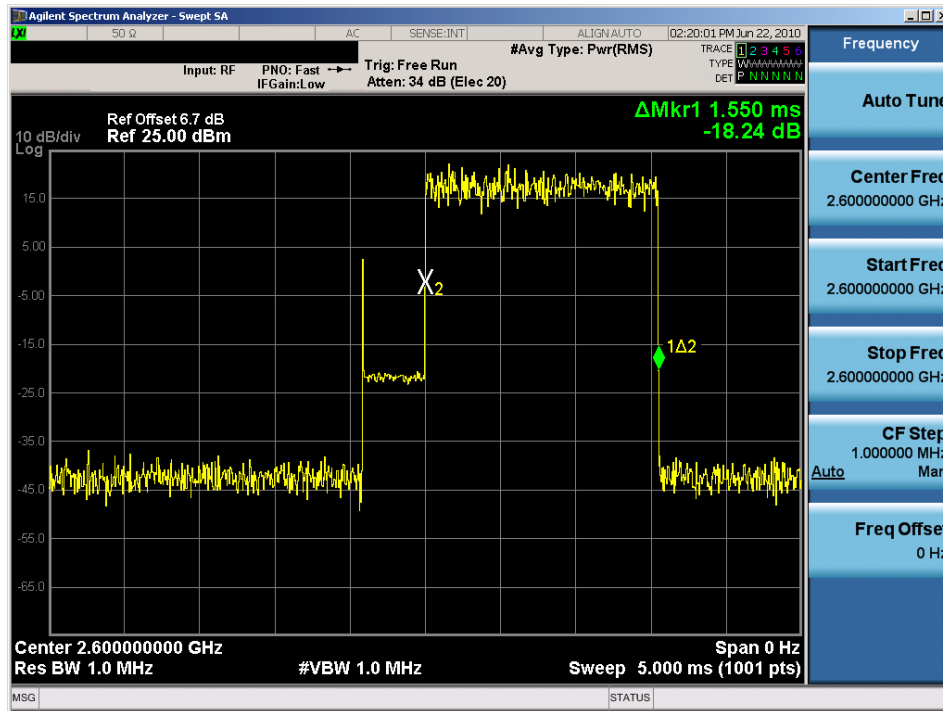 Agilent Spectrum Analyzer - Swept SA
LXI 50 Ω AC SENSE:INT ALIGN AUTO 02:20:01 PM Jun 22, 2010
Input: RF PNO: Fast IFGain:Low
Trig: Free Run
Atten: 34 dB (Elec 20)
#Avg Type: Pwr(RMS)
TRACE 1 2 3 4 5 6
TYPE WWWWWW
DET P N N N N N
ΔMkr1 1.550 ms
-18.24 dB
Ref Offset 6.7 dB
10 dB/div Ref 25.00 dBm
Log
15.0
5.00
-5.00
-15.0
-25.0
-35.0
-45.0
-55.0
-65.0
X2
1Δ2
Center 2.600000000 GHz Span 0 Hz
Res BW 1.0 MHz #VBW 1.0 MHz Sweep 5.000 ms (1001 pts)
MSG STATUS
Frequency
Auto Tune
Center Freq
2.600000000 GHz
Start Freq
2.600000000 GHz
Stop Freq
2.600000000 GHz
CF Step
1.000000 MHz
Auto Man
Freq Offset
0 Hz